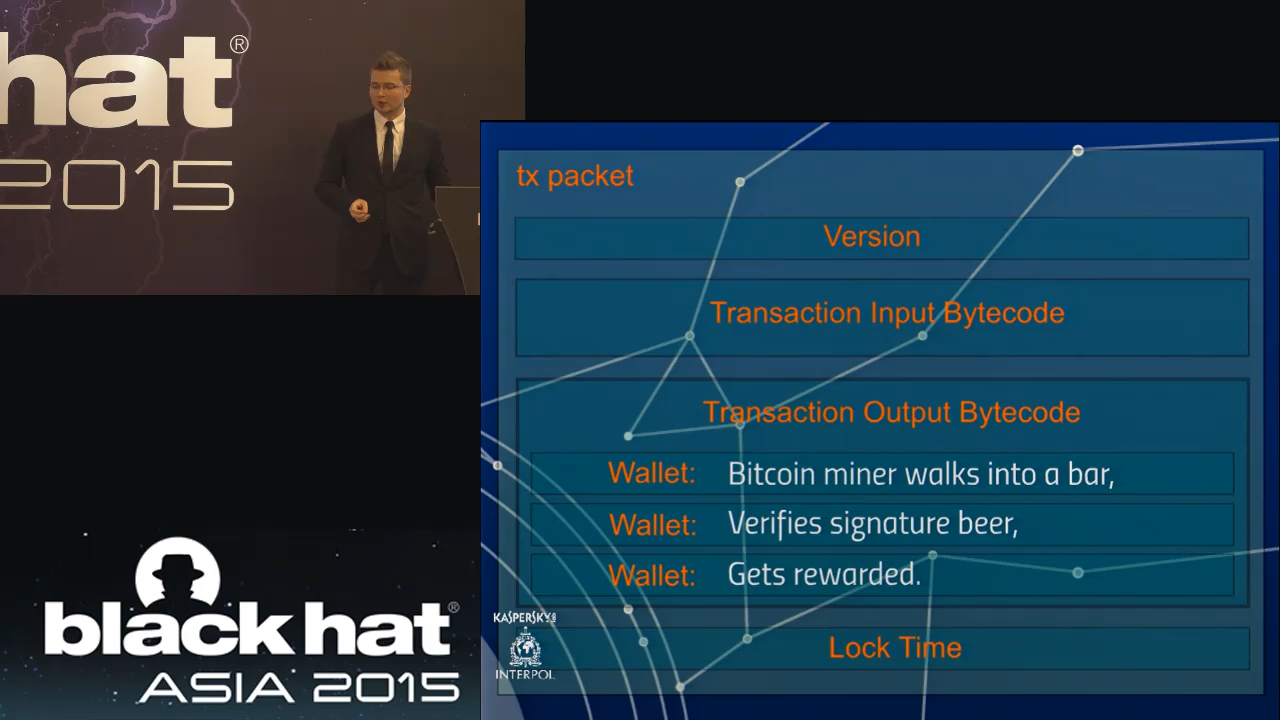 hat®
2015
tx packet
Version
Transaction Input Bytecode
Transaction Output Bytecode
Wallet: Bitcoin miner walks into a bar,
Wallet: Verifies signature beer,
Wallet: Gets rewarded.
KASPERSKY
INTERPOL
Lock Time
black hat®
ASIA 2015